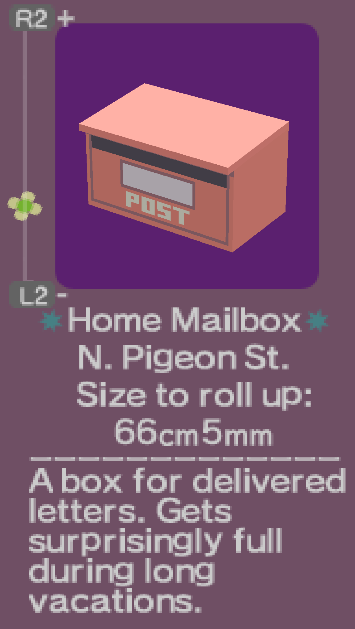 R2 +
POST
L2 -
Home Mailbox
N. Pigeon St.
Size to roll up:
66cm5mm
A box for delivered
letters. Gets
surprisingly full
during long
vacations.